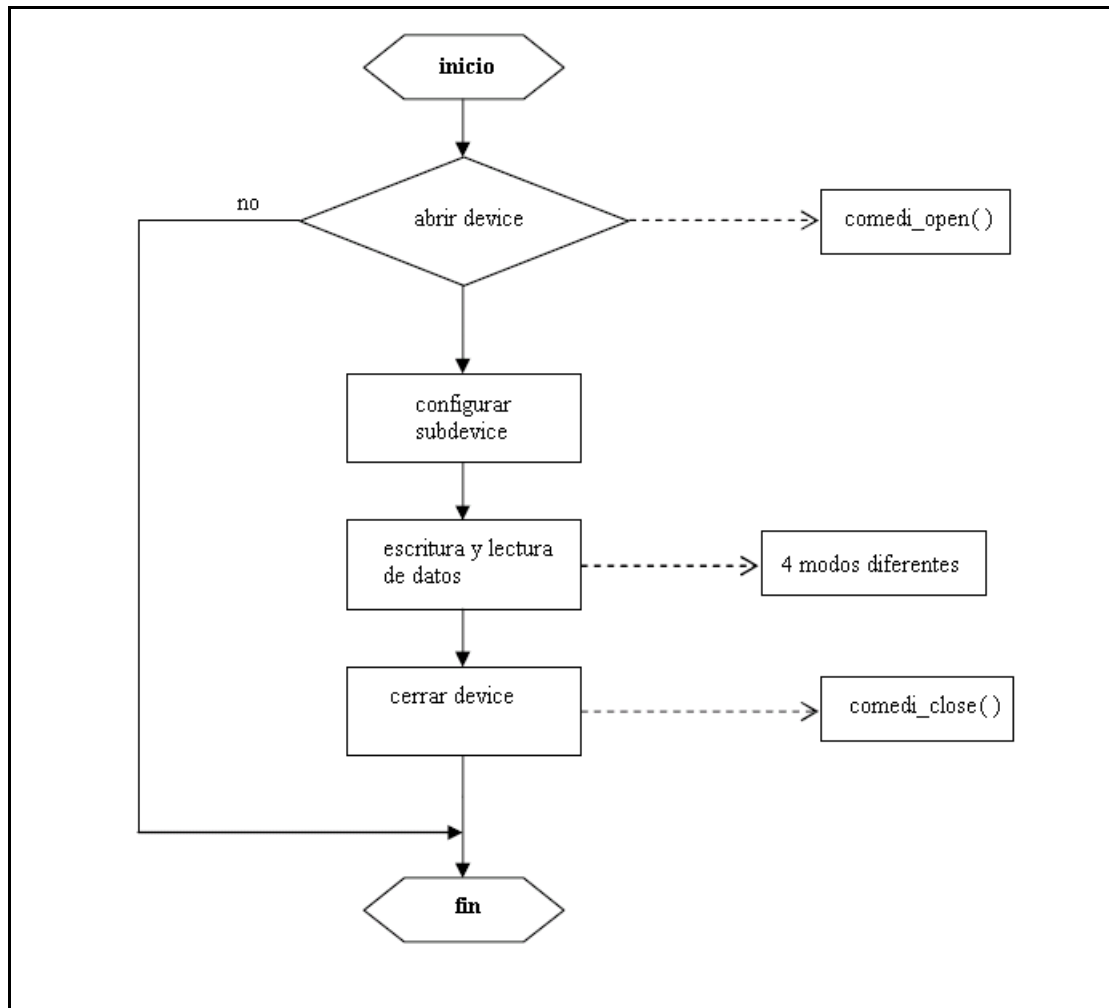 inicio
no
abrir device
comedi_open( )
configurar
subdevice
escritura y lectura
de datos
4 modos diferentes
cerrar device
comedi_close( )
fin